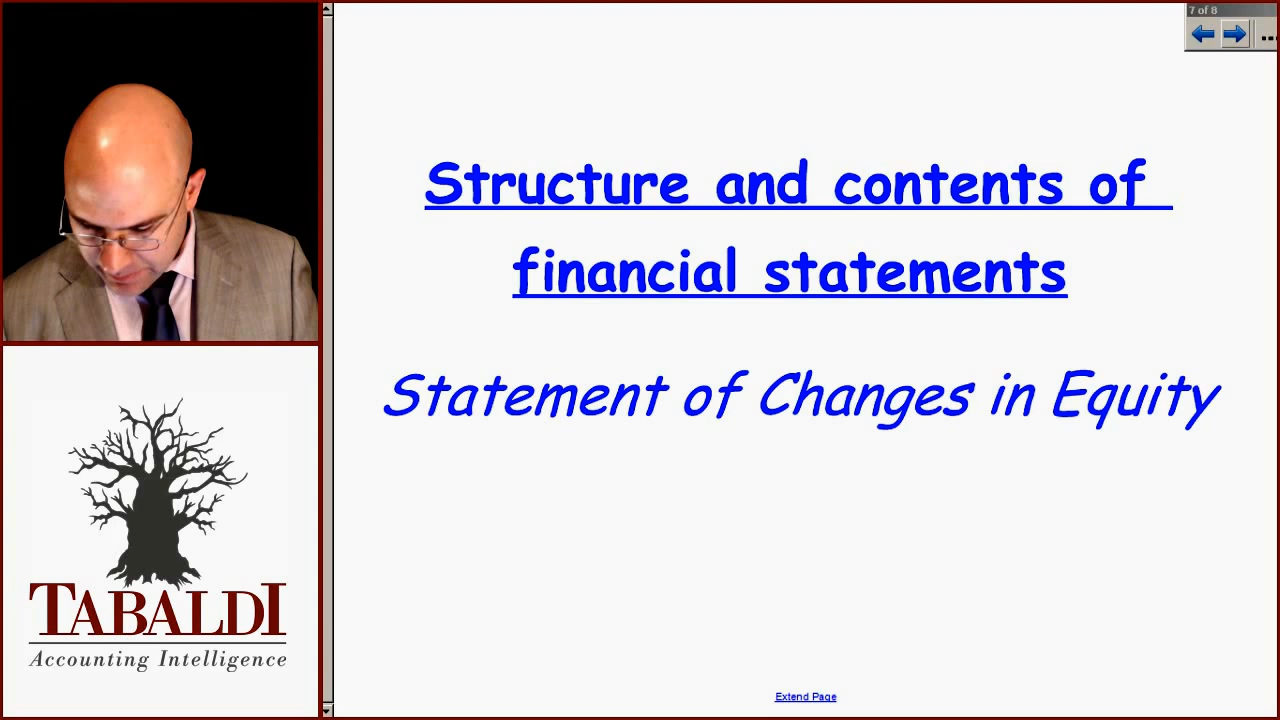 7 of 8
Structure and contents of
financial statements
Statement of Changes in Equity
TABALDI
Accounting Intelligence
Extend Page